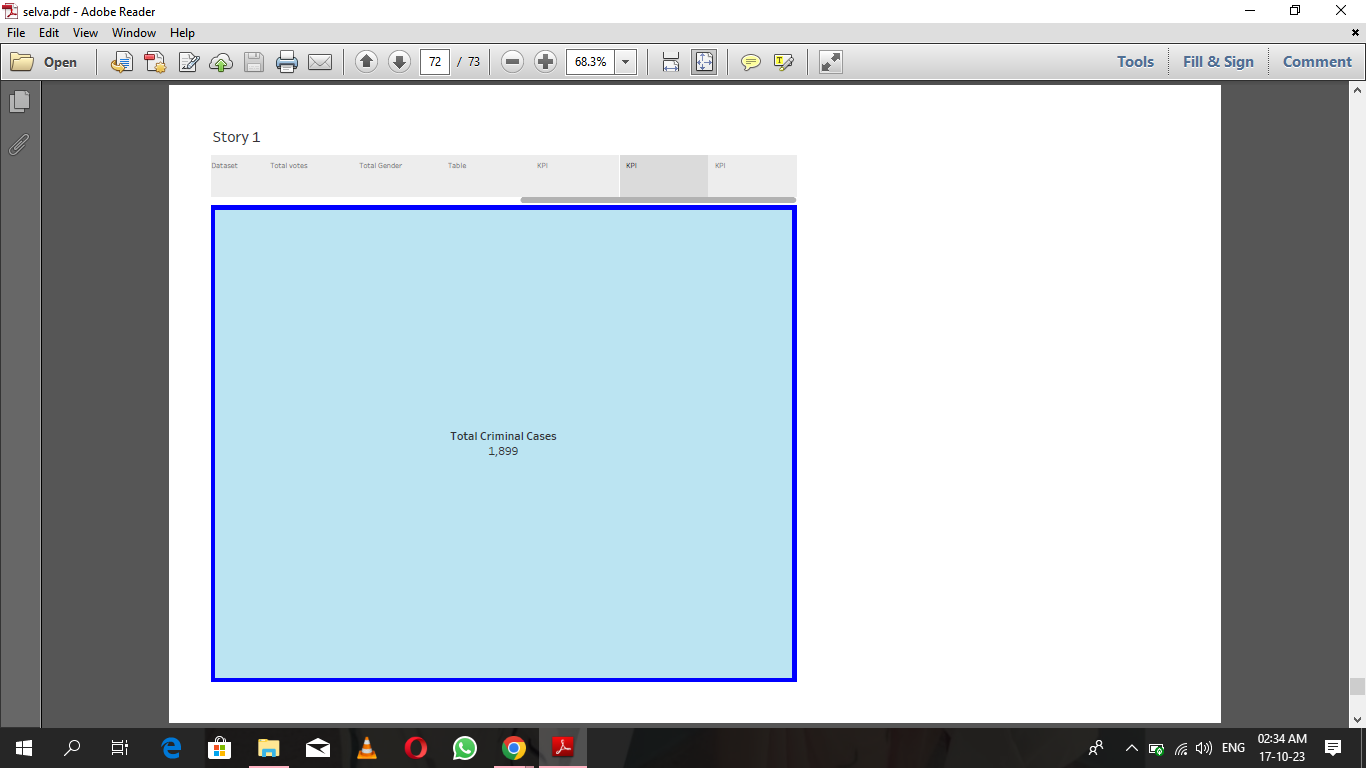 selva.pdf - Adobe Reader
File Edit View Window Help
Open 72 / 73 68.3% Tools Fill & Sign Comment
Story 1
Dataset Total votes Total Gender Table KPI KPI KPI
Total Criminal Cases
1,899
ENG 02:34 AM
17-10-23